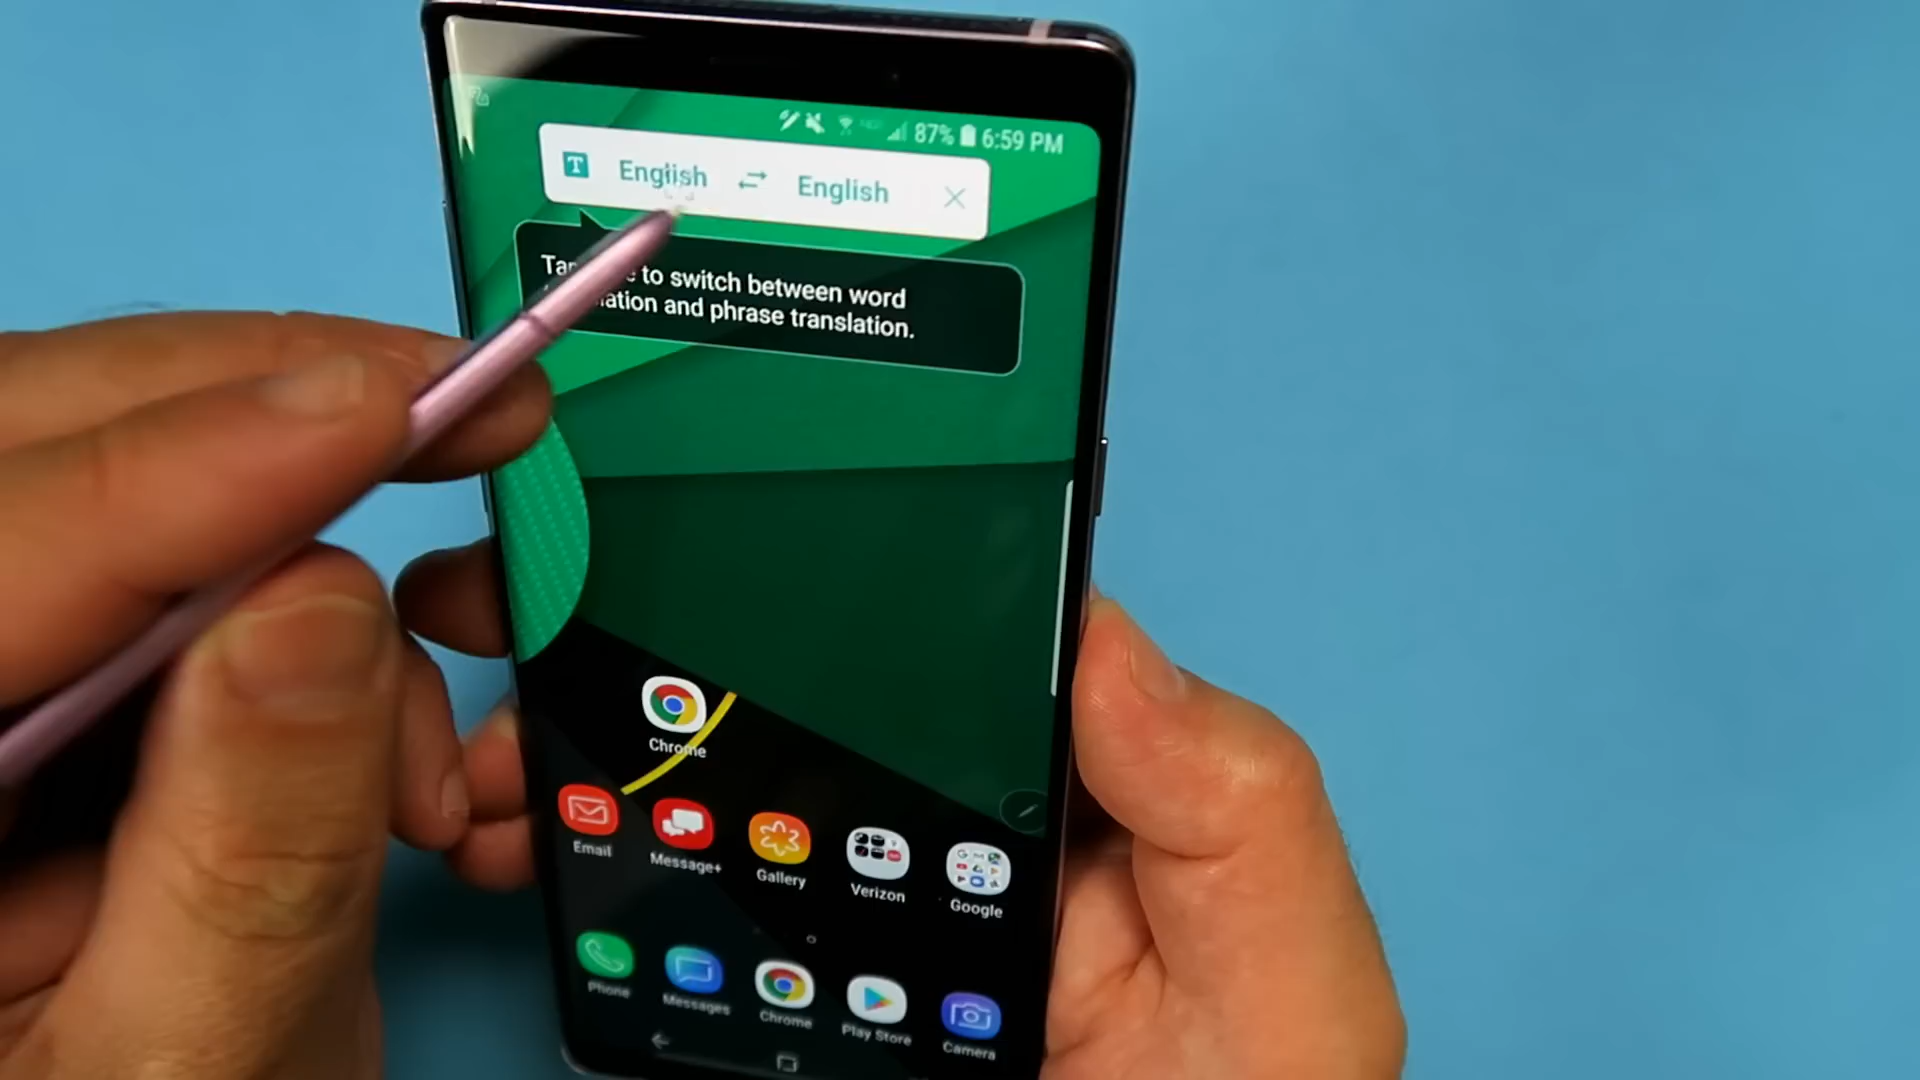 87% 6:59 PM
T English English
to switch between word
and phrase translation.
Chrome
Email Message+ Gallery Verizon Google
Phone Messages Chrome Play Store Camera